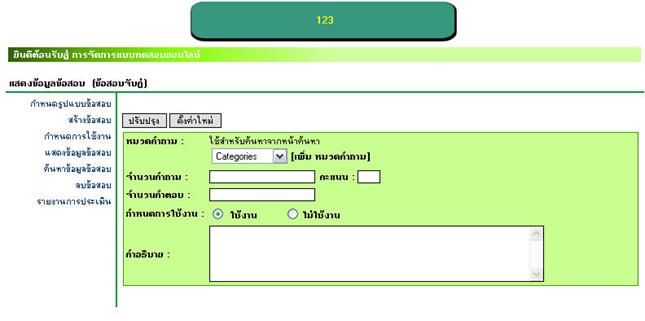 123
ยินดีต้อนรับสู่ การจัดการแบบทดสอบออนไลน์
แสดงข้อมูลข้อสอบ (ข้อสอบจับคู่)
กำหนดรูปแบบข้อสอบ
สร้างข้อสอบ
กำหนดการใช้งาน
แสดงข้อมูลข้อสอบ
ค้นหาข้อมูลข้อสอบ
ลบข้อสอบ
รายงานการประเมิน
ปรับปรุง ตั้งค่าใหม่
หมวดคำถาม : ใช้สำหรับค้นหาจากหน้าค้นหา
Categories [เพิ่ม หมวดคำถาม]
จำนวนคำถาม : คะแนน :
จำนวนคำตอบ :
กำหนดการใช้งาน : ใช้งาน ไม่ใช้งาน
คำอธิบาย :